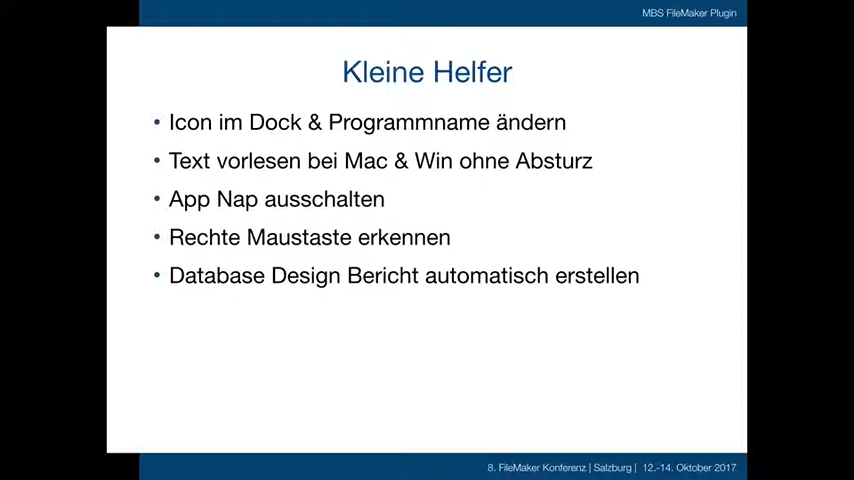 MBS FileMaker Plugin
Kleine Helfer
• Icon im Dock & Programmname ändern
• Text vorlesen bei Mac & Win ohne Absturz
• App Nap ausschalten
• Rechte Maustaste erkennen
• Database Design Bericht automatisch erstellen
8. FileMaker Konferenz | Salzburg | 12.-14. Oktober 2017